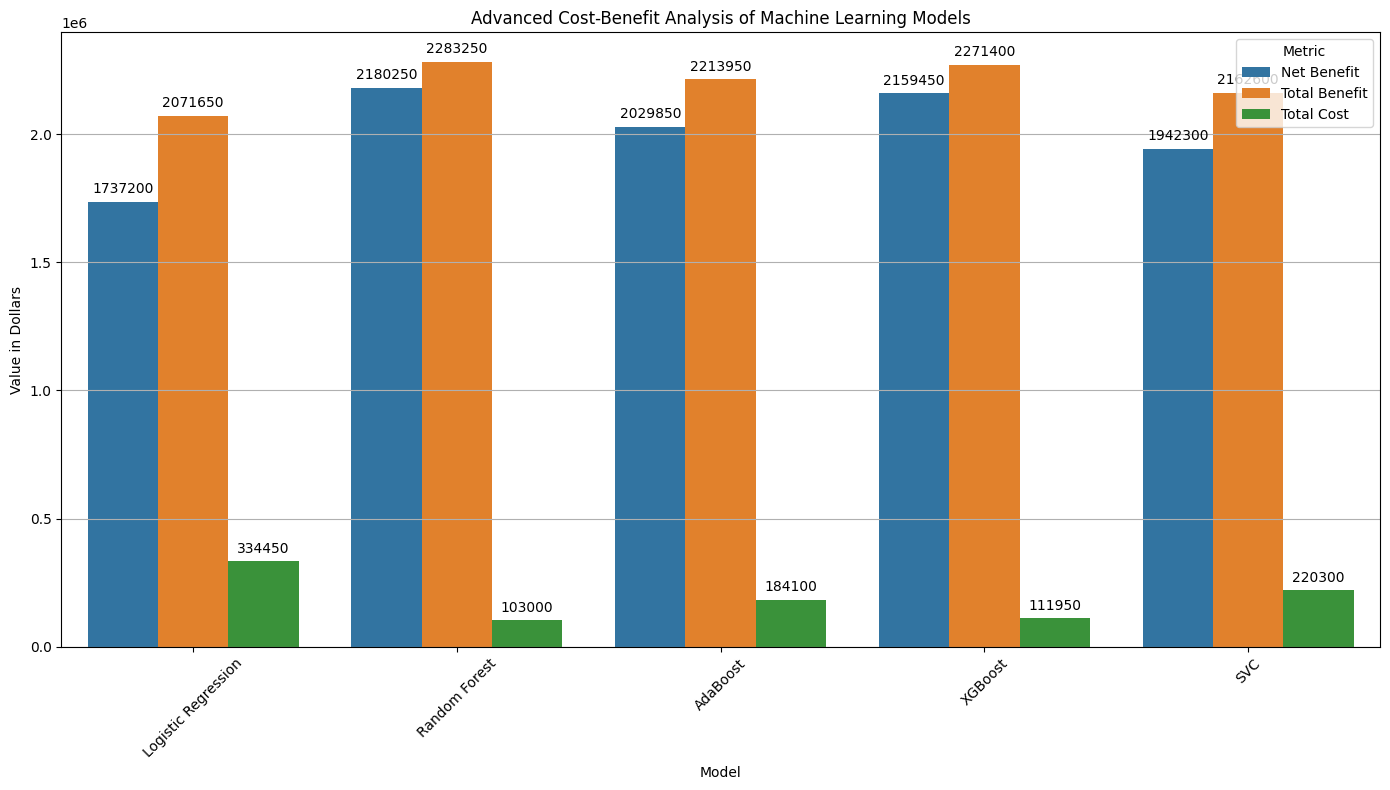 Advanced Cost-Benefit Analysis of Machine Learning Models
1e6
Metric
Net Benefit
Total Benefit
Total Cost
2283250
2271400
2213950
2162600
2180250
2159450
2071650
2029850
1942300
1737200
334450
103000
184100
111950
220300
2.0
1.5
1.0
0.5
0.0
Value in Dollars
Logistic Regression
Random Forest
AdaBoost
XGBoost
SVC
Model